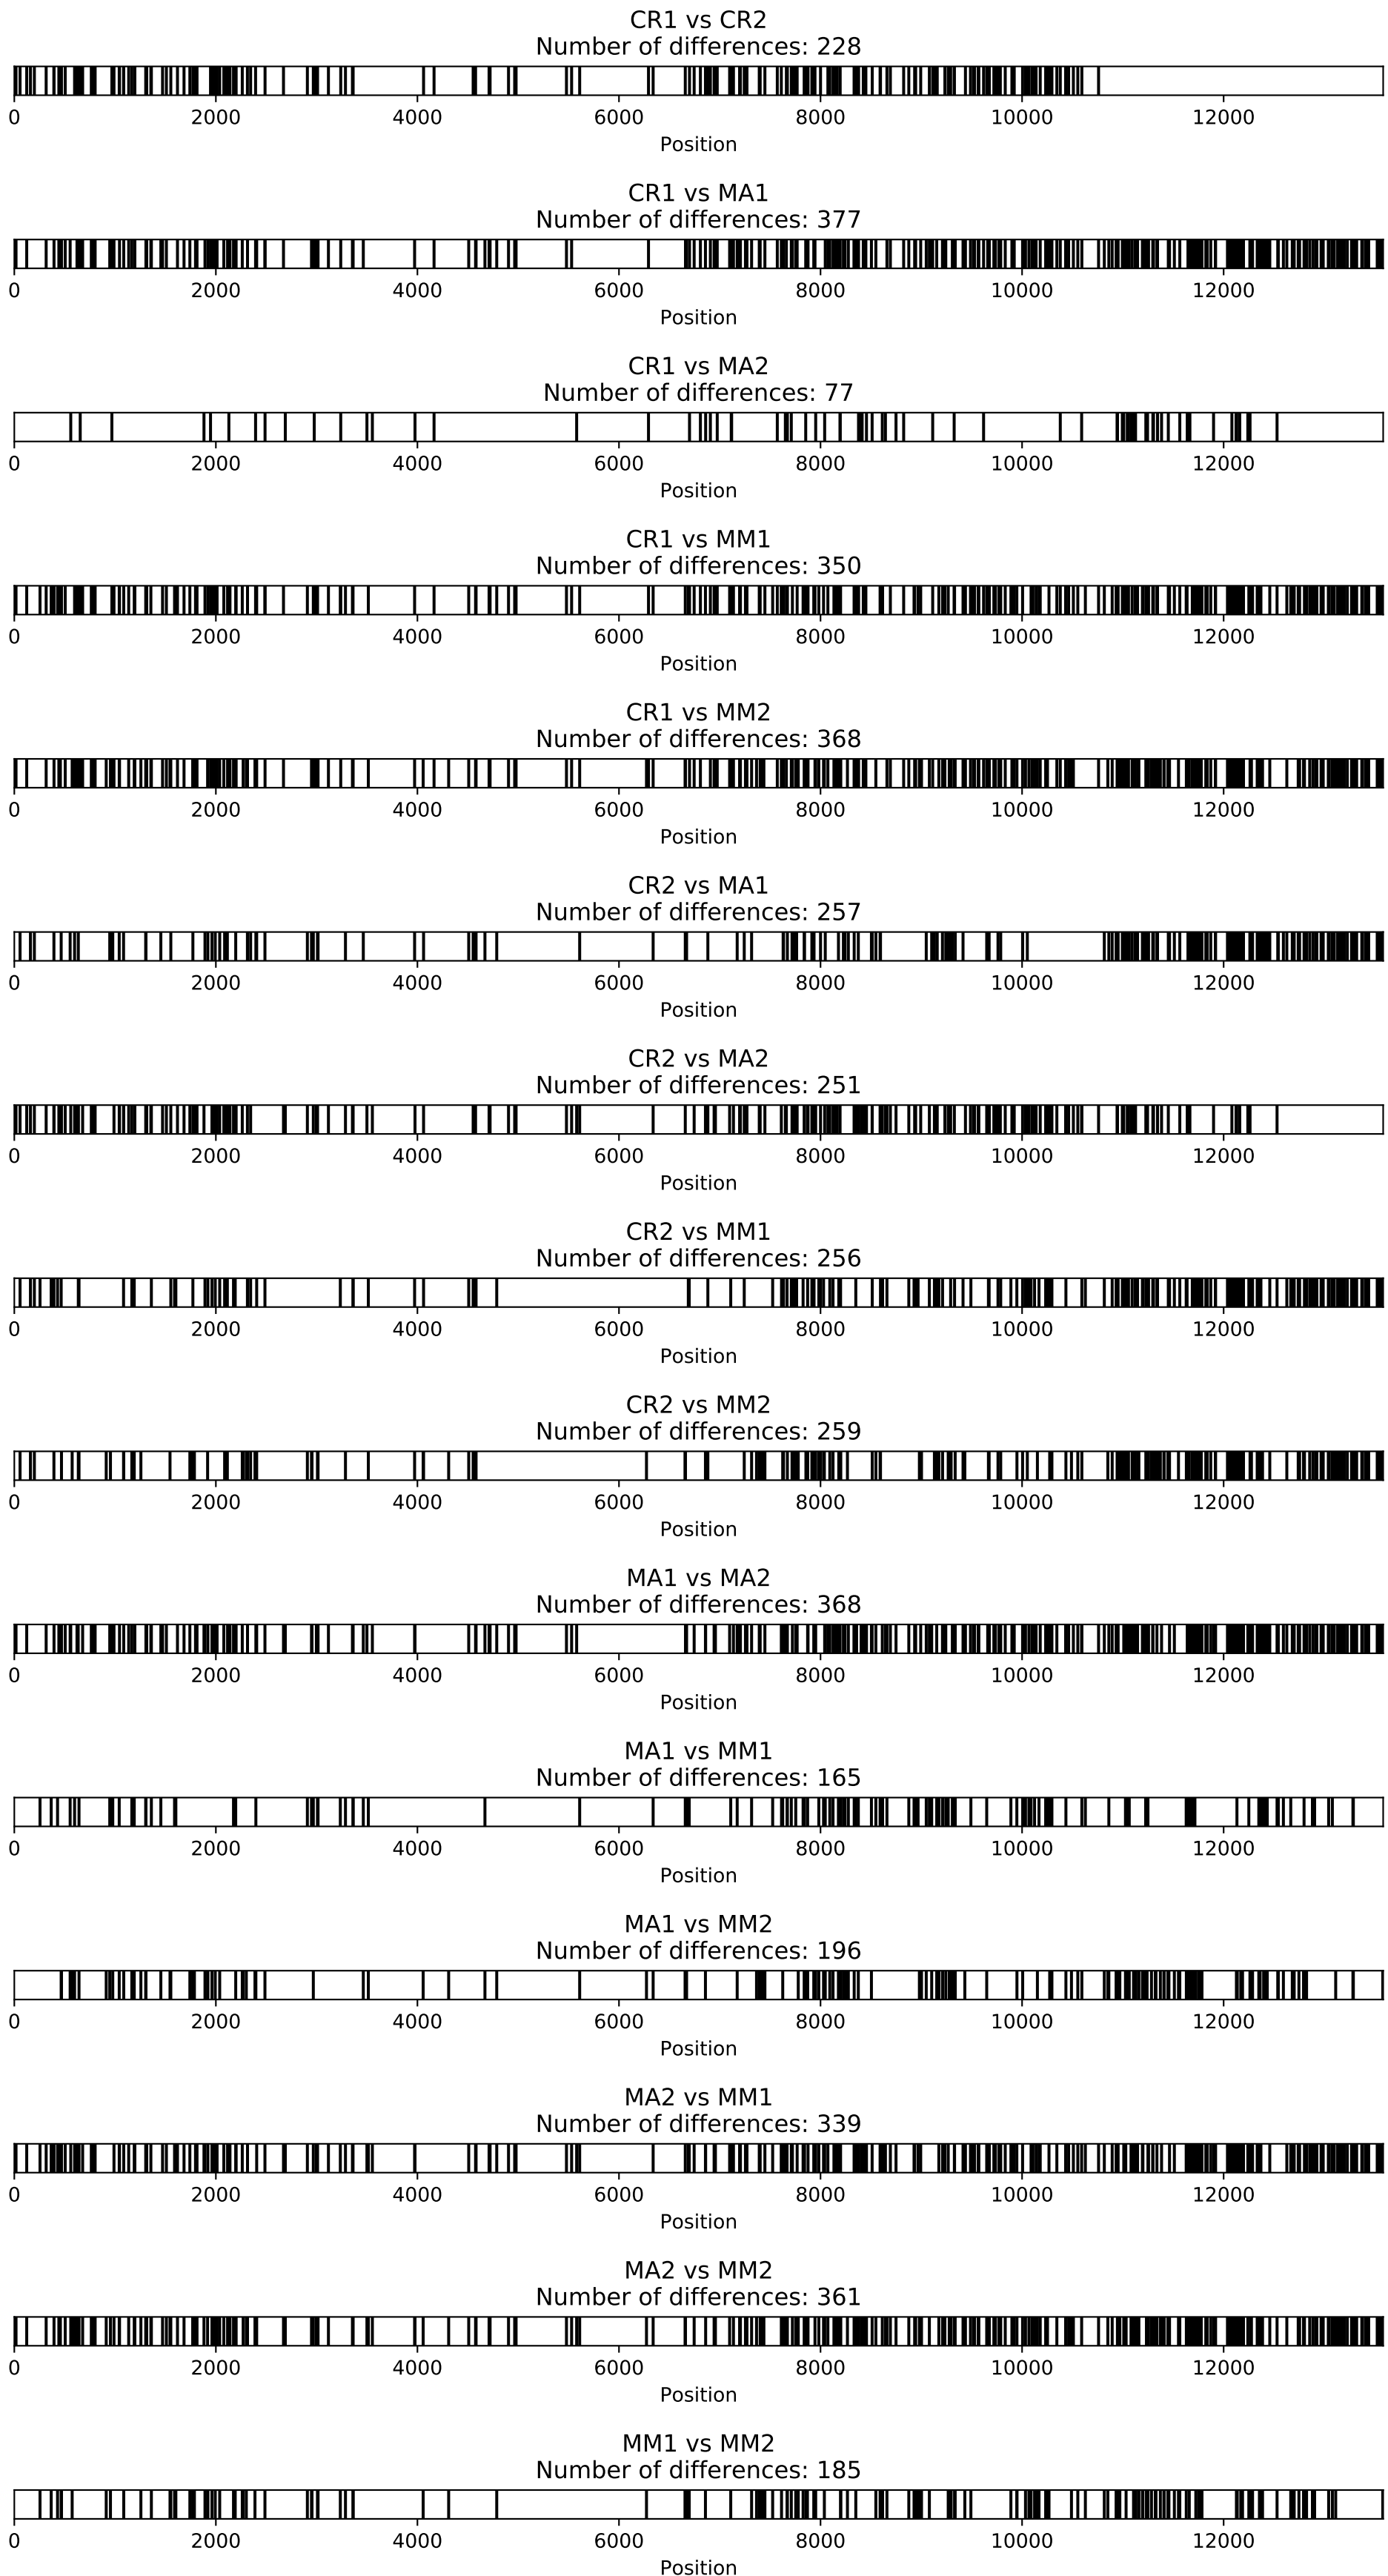 CR1 vs CR2
Number of differences: 228
0 2000 4000 6000 8000 10000 12000
Position
CR1 vs MA1
Number of differences: 377
0 2000 4000 6000 8000 10000 12000
Position
CR1 vs MA2
Number of differences: 77
0 2000 4000 6000 8000 10000 12000
Position
CR1 vs MM1
Number of differences: 350
0 2000 4000 6000 8000 10000 12000
Position
CR1 vs MM2
Number of differences: 368
0 2000 4000 6000 8000 10000 12000
Position
CR2 vs MA1
Number of differences: 257
0 2000 4000 6000 8000 10000 12000
Position
CR2 vs MA2
Number of differences: 251
0 2000 4000 6000 8000 10000 12000
Position
CR2 vs MM1
Number of differences: 256
0 2000 4000 6000 8000 10000 12000
Position
CR2 vs MM2
Number of differences: 259
0 2000 4000 6000 8000 10000 12000
Position
MA1 vs MA2
Number of differences: 368
0 2000 4000 6000 8000 10000 12000
Position
MA1 vs MM1
Number of differences: 165
0 2000 4000 6000 8000 10000 12000
Position
MA1 vs MM2
Number of differences: 196
0 2000 4000 6000 8000 10000 12000
Position
MA2 vs MM1
Number of differences: 339
0 2000 4000 6000 8000 10000 12000
Position
MA2 vs MM2
Number of differences: 361
0 2000 4000 6000 8000 10000 12000
Position
MM1 vs MM2
Number of differences: 185
0 2000 4000 6000 8000 10000 12000
Position